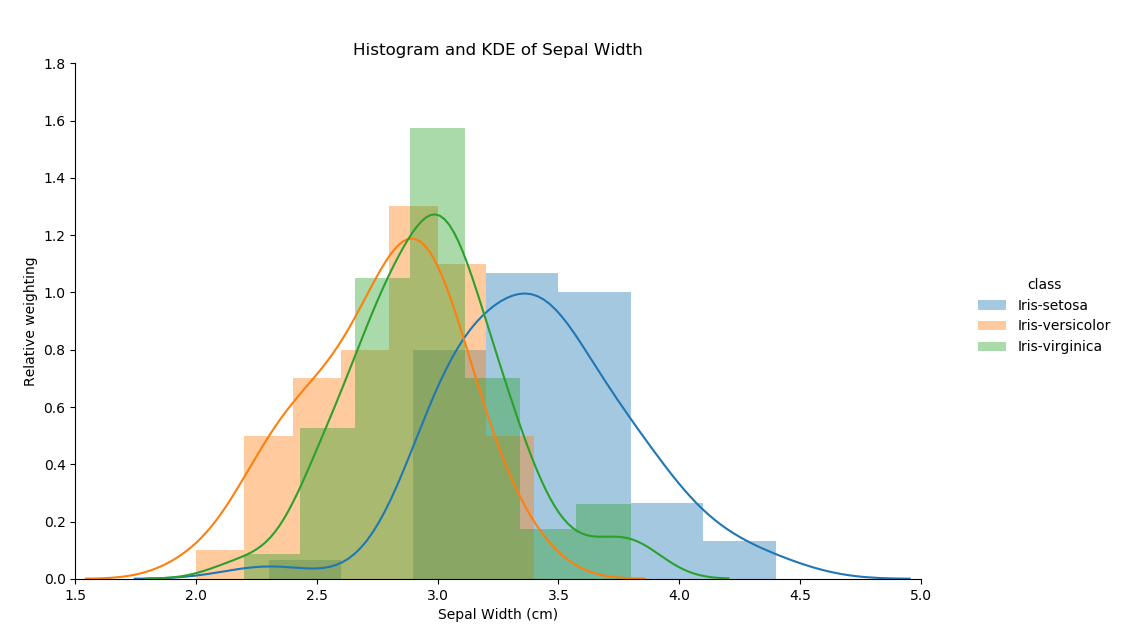 Histogram and KDE of Sepal Width
1.8
1.6
1.4
1.2
1.0
0.8
0.6
0.4
0.2
0.0
Relative weighting
1.5 2.0 2.5 3.0 3.5 4.0 4.5 5.0
Sepal Width (cm)
class
Iris-setosa
Iris-versicolor
Iris-virginica